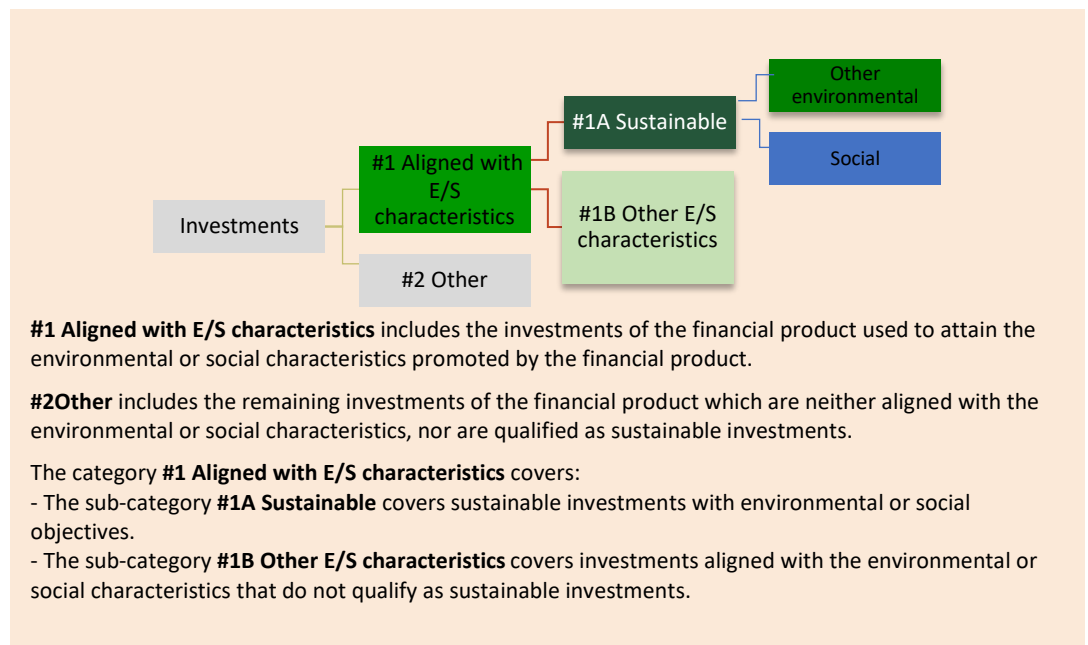 Other
environmental
#1A Sustainable
Social
#1 Aligned with
E/S
characteristics
#1B Other E/S
characteristics
Investments
#2 Other
#1 Aligned with E/S characteristics includes the investments of the financial product used to attain the
environmental or social characteristics promoted by the financial product.
#2Other includes the remaining investments of the financial product which are neither aligned with the
environmental or social characteristics, nor are qualified as sustainable investments.
The category #1 Aligned with E/S characteristics covers:
- The sub-category #1A Sustainable covers sustainable investments with environmental or social
objectives.
- The sub-category #1B Other E/S characteristics covers investments aligned with the environmental or
social characteristics that do not qualify as sustainable investments.